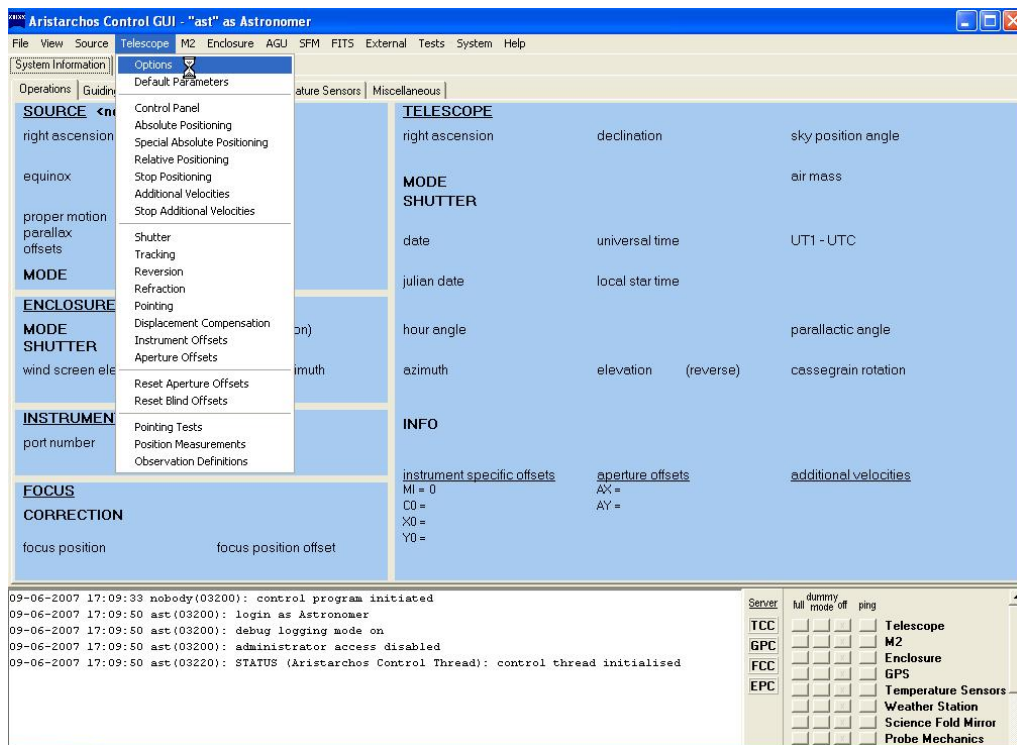 Aristarchos Control GUI - "ast" as Astronomer
File View Source Telescope M2 Enclosure AGU SFM FITS External Tests System Help
System Information
Operations Guiding ature Sensors Miscellaneous
Options
Default Parameters
Control Panel
Absolute Positioning
Special Absolute Positioning
Relative Positioning
Stop Positioning
Additional Velocities
Stop Additional Velocities
Shutter
Tracking
Reversion
Refraction
Pointing
Displacement Compensation
Instrument Offsets
Aperture Offsets
Reset Aperture Offsets
Reset Blind Offsets
Pointing Tests
Position Measurements
Observation Definitions
SOURCE
right ascension
equinox
proper motion
parallax
offsets
MODE
ENCLOSURE
MODE
SHUTTER
wind screen ele imuth
INSTRUMEN
port number
FOCUS
CORRECTION
focus position focus position offset
TELESCOPE
right ascension declination sky position angle
air mass
MODE
SHUTTER
date universal time UT1 - UTC
julian date local star time
hour angle parallactic angle
azimuth elevation (reverse) cassegrain rotation
INFO
instrument specific offsets aperture offsets additional velocities
MI = 0 AX =
C0 = AY =
X0 =
Y0 =
09-06-2007 17:09:33 nobody(03200): control program initiated
09-06-2007 17:09:50 ast(03200): login as Astronomer
09-06-2007 17:09:50 ast(03200): debug logging mode on
09-06-2007 17:09:50 ast(03200): administrator access disabled
09-06-2007 17:09:50 ast(03220): STATUS (Aristarchos Control Thread): control thread initialised
Server full dummy mode off ping
TCC
GPC
FCC
EPC
Telescope
M2
Enclosure
GPS
Temperature Sensors
Weather Station
Science Fold Mirror
Probe Mechanics